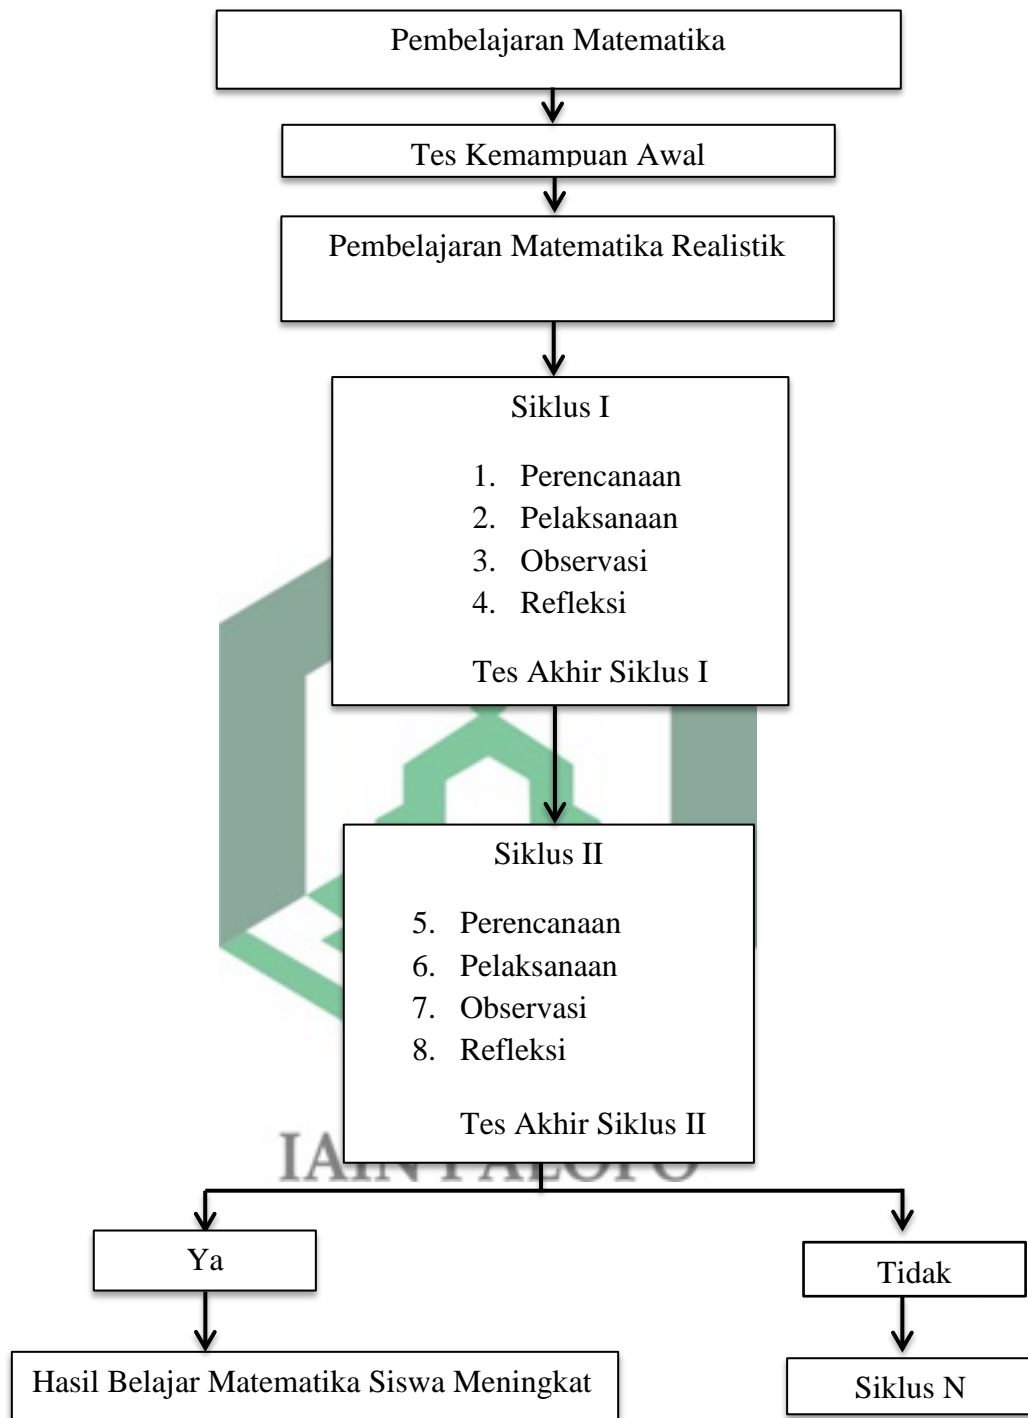 Pembelajaran Matematika
Tes Kemampuan Awal
Pembelajaran Matematika Realistik
Siklus I
1. Perencanaan
2. Pelaksanaan
3. Observasi
4. Refleksi
Tes Akhir Siklus I
Siklus II
5. Perencanaan
6. Pelaksanaan
7. Observasi
8. Refleksi
Tes Akhir Siklus II
IAIN PALOPO
Ya
Tidak
Hasil Belajar Matematika Siswa Meningkat
Siklus N